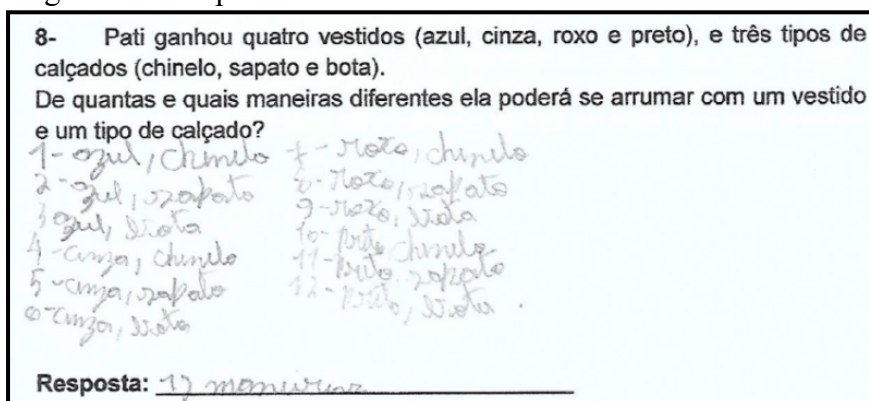 8- Pati ganhou quatro vestidos (azul, cinza, roxo e preto), e três tipos de
calçados (chinelo, sapato e bota).
De quantas e quais maneiras diferentes ela poderá se arrumar com um vestido
e um tipo de calçado?
1- azul, chinelo
2- azul, sapato
3 azul, bota
4- cinza, chinelo
5- cinza, sapato
6- cinza, bota
7- roxo, chinelo
8- roxo, sapato
9- roxo, bota
10- preto, chinelo
11- preto, sapato
12- preto, bota.
Resposta: 12 maneiras